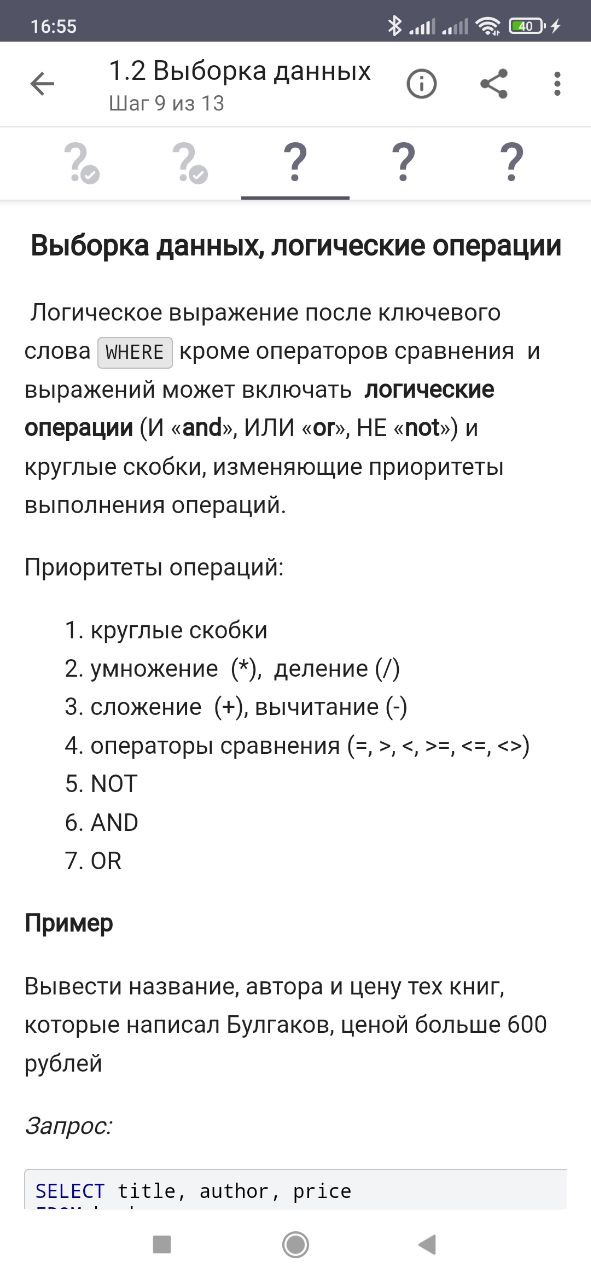 16:55
40
1.2 Выборка данных
Шаг 9 из 13
Выборка данных, логические операции
Логическое выражение после ключевого
слова WHERE кроме операторов сравнения и
выражений может включать логические
операции (И «and», ИЛИ «or», НЕ «not») и
круглые скобки, изменяющие приоритеты
выполнения операций.
Приоритеты операций:
1. круглые скобки
2. умножение (*), деление (/)
3. сложение (+), вычитание (-)
4. операторы сравнения (=, >, <, >=, <=, <>)
5. NOT
6. AND
7. OR
Пример
Вывести название, автора и цену тех книг,
которые написал Булгаков, ценой больше 600
рублей
Запрос:
SELECT title, author, price